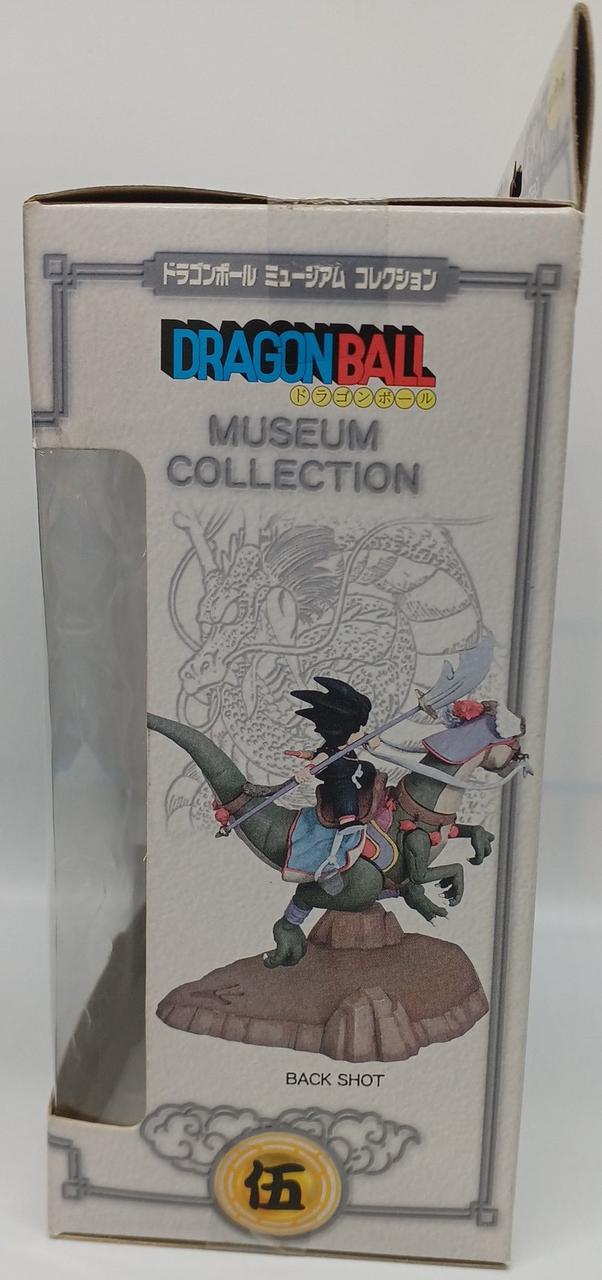 ドラゴンボール ミュージアム コレクション
DRAGON BALL
ドラゴンボール
MUSEUM
COLLECTION
BACK SHOT
伍